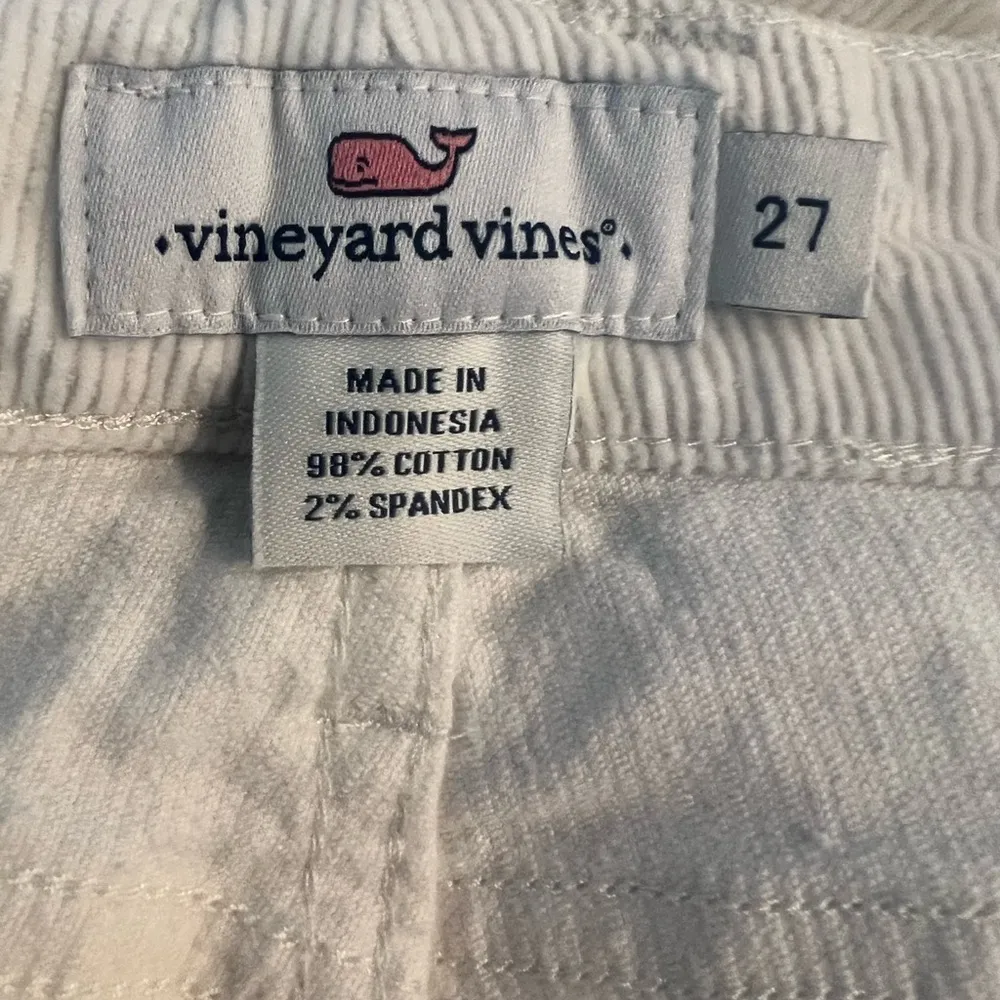 vineyard vines®
27
MADE IN
INDONESIA
98% COTTON
2% SPANDEX